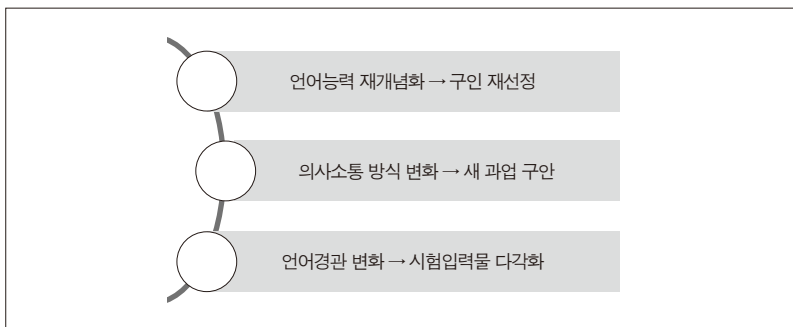 언어능력 재개념화 → 구인 재선정
의사소통 방식 변화 → 새 과업 구안
언어경관 변화 → 시험입력물 다각화